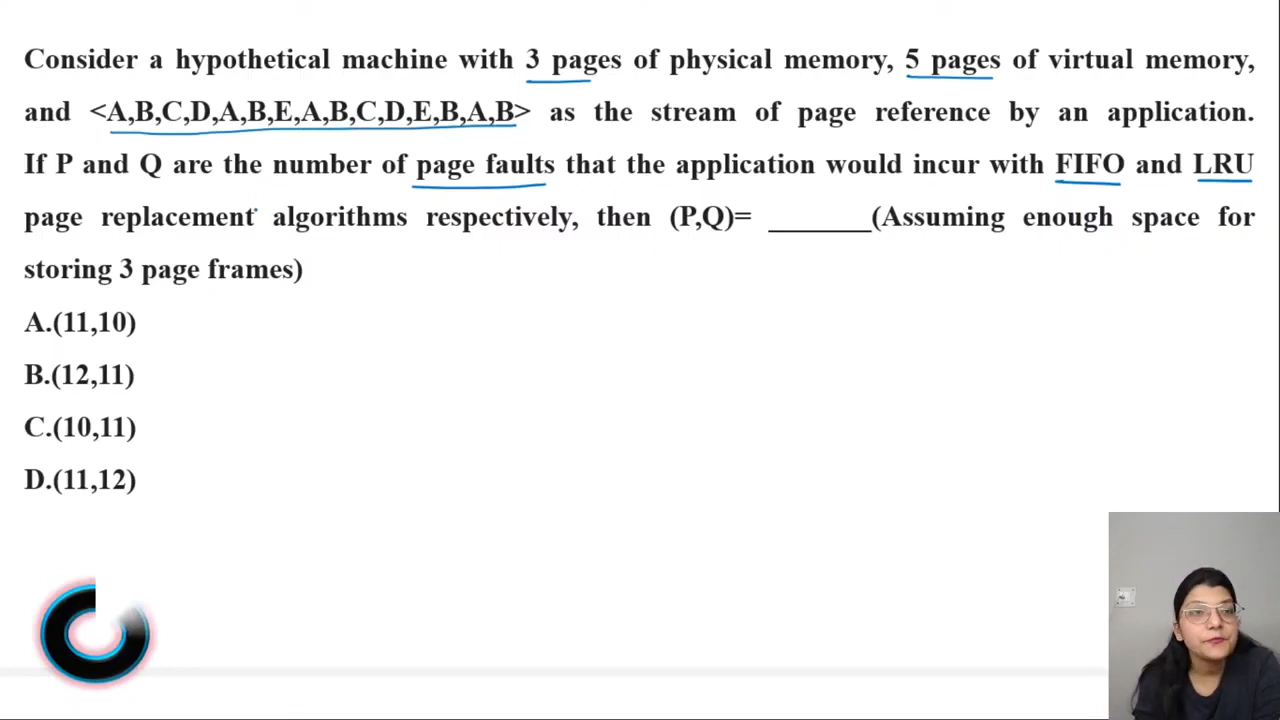 Consider a hypothetical machine with 3 pages of physical memory, 5 pages of virtual memory,
and <A,B,C,D,A,B,E,A,B,C,D,E,B,A,B> as the stream of page reference by an application.
If P and Q are the number of page faults that the application would incur with FIFO and LRU
page replacement algorithms respectively, then (P,Q)= _______(Assuming enough space for
storing 3 page frames)
A.(11,10)
B.(12,11)
C.(10,11)
D.(11,12)